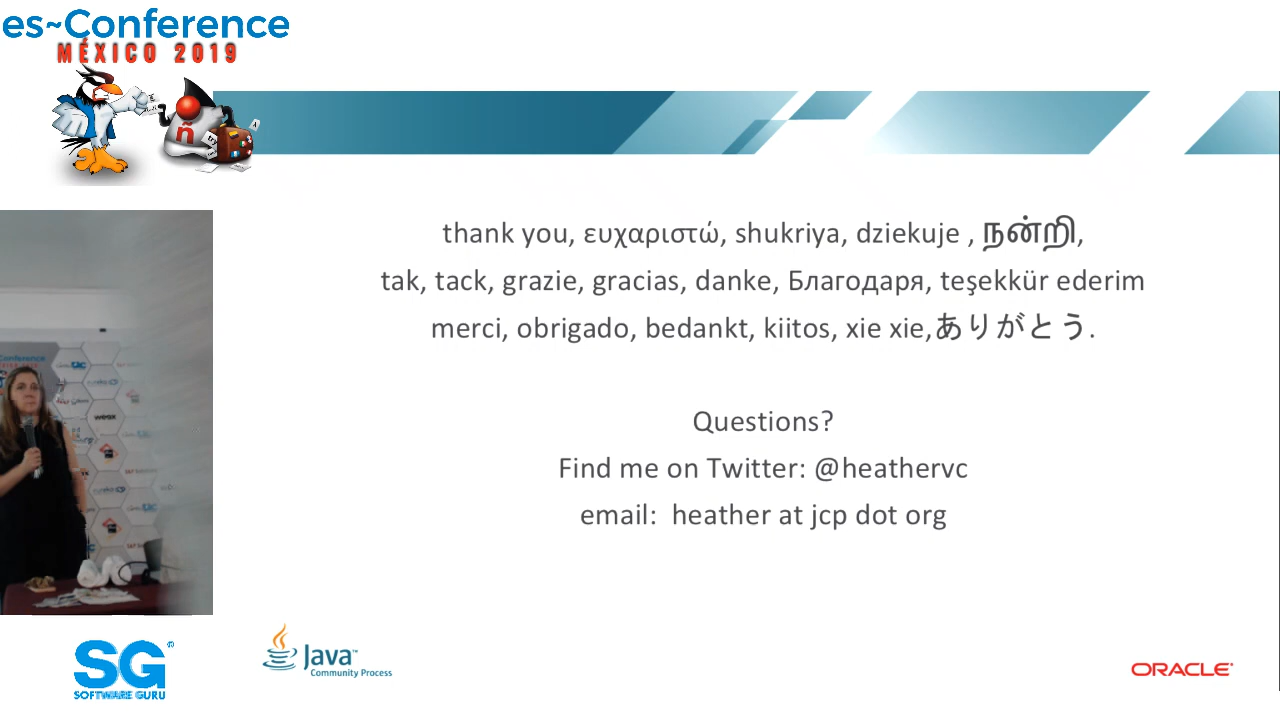 es~Conference
MÉXICO 2019
ñ
thank you, ευχαριστώ, shukriya, dziekuje , நன்றி,
tak, tack, grazie, gracias, danke, Благодаря, teşekkür ederim
merci, obrigado, bedankt, kiitos, xie xie,ありがとう.
Questions?
Find me on Twitter: @heathervc
email: heather at jcp dot org
weex
SG®
SOFTWARE GURU
Java™
Community Process
ORACLE®